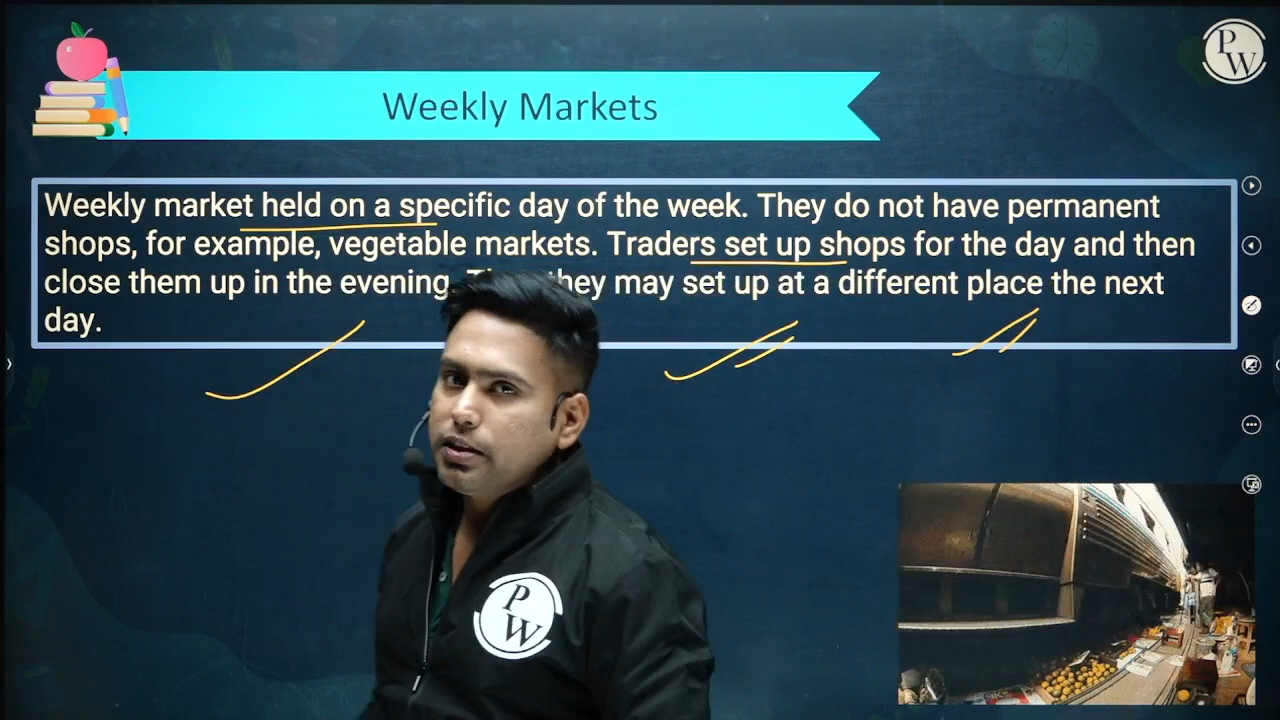 PW
Weekly Markets
Weekly market held on a specific day of the week. They do not have permanent
shops, for example, vegetable markets. Traders set up shops for the day and then
close them up in the evening. they may set up at a different place the next
day.
PW